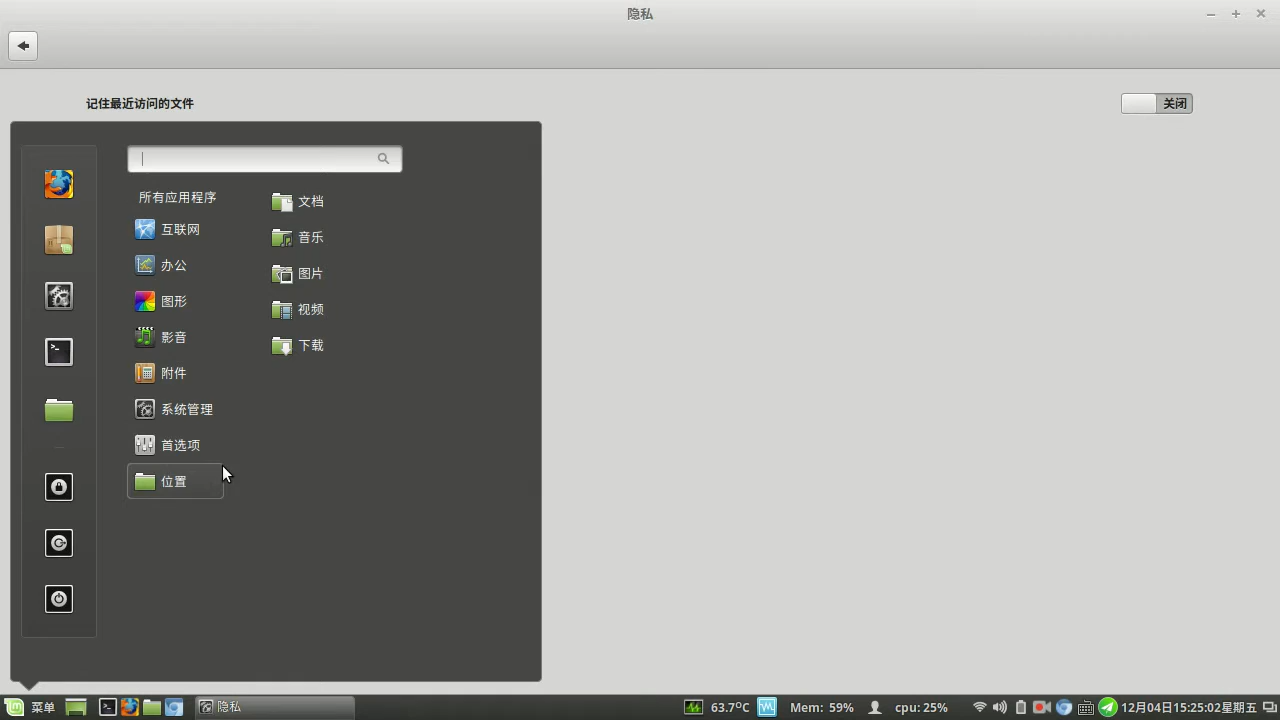 隐私
记住最近访问的文件
关闭
所有应用程序
互联网
办公
图形
影音
附件
系统管理
首选项
位置
文档
音乐
图片
视频
下载
菜单
隐私
63.7°C
Mem: 59%
cpu: 25%
12月04日15:25:02星期五